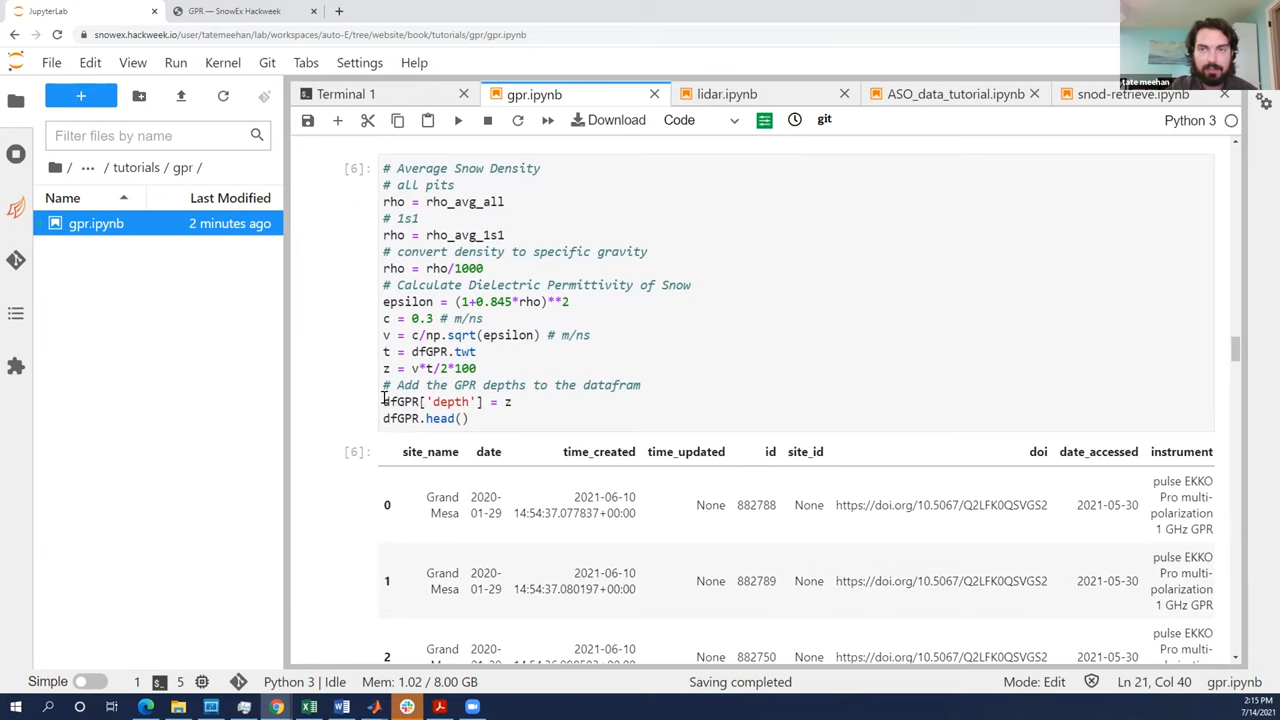 JupyterLab
GPR — SnowEx Hackweek
snowex.hackweek.io/user/tatemeehan/lab/workspaces/auto-E/tree/website/book/tutorials/gpr/gpr.ipynb
tate meehan
File Edit View Run Kernel Git Tabs Settings Help
Terminal 1
gpr.ipynb
lidar.ipynb
ASO_data_tutorial.ipynb
snod-retrieve.ipynb
Download
Code
git
Python 3
Filter files by name
/ ... / tutorials / gpr /
Name Last Modified
gpr.ipynb 2 minutes ago
[6]:
# Average Snow Density
# all pits
rho = rho_avg_all
# 1s1
rho = rho_avg_1s1
# convert density to specific gravity
rho = rho/1000
# Calculate Dielectric Permittivity of Snow
epsilon = (1+0.845*rho)**2
c = 0.3 # m/ns
v = c/np.sqrt(epsilon) # m/ns
t = dfGPR.twt
z = v*t/2*100
# Add the GPR depths to the datafram
dfGPR['depth'] = z
dfGPR.head()
[6]:
site_name date time_created time_updated id site_id doi date_accessed instrument
0 Grand Mesa 2020-01-29 2021-06-10 14:54:37.077837+00:00 None 882788 None https://doi.org/10.5067/Q2LFK0QSVGS2 2021-05-30 pulse EKKO Pro multi-polarization 1 GHz GPR
1 Grand Mesa 2020-01-29 2021-06-10 14:54:37.080197+00:00 None 882789 None https://doi.org/10.5067/Q2LFK0QSVGS2 2021-05-30 pulse EKKO Pro multi-polarization 1 GHz GPR
2 Grand 2020- 2021-06-10 None 882750 None https://doi.org/10.5067/Q2LFK0QSVGS2 2021-05-30 pulse EKKO Pro multi-
Simple
1
5
Python 3 | Idle
Mem: 1.02 / 8.00 GB
Saving completed
Mode: Edit
Ln 21, Col 40
gpr.ipynb
2:15 PM
7/14/2021